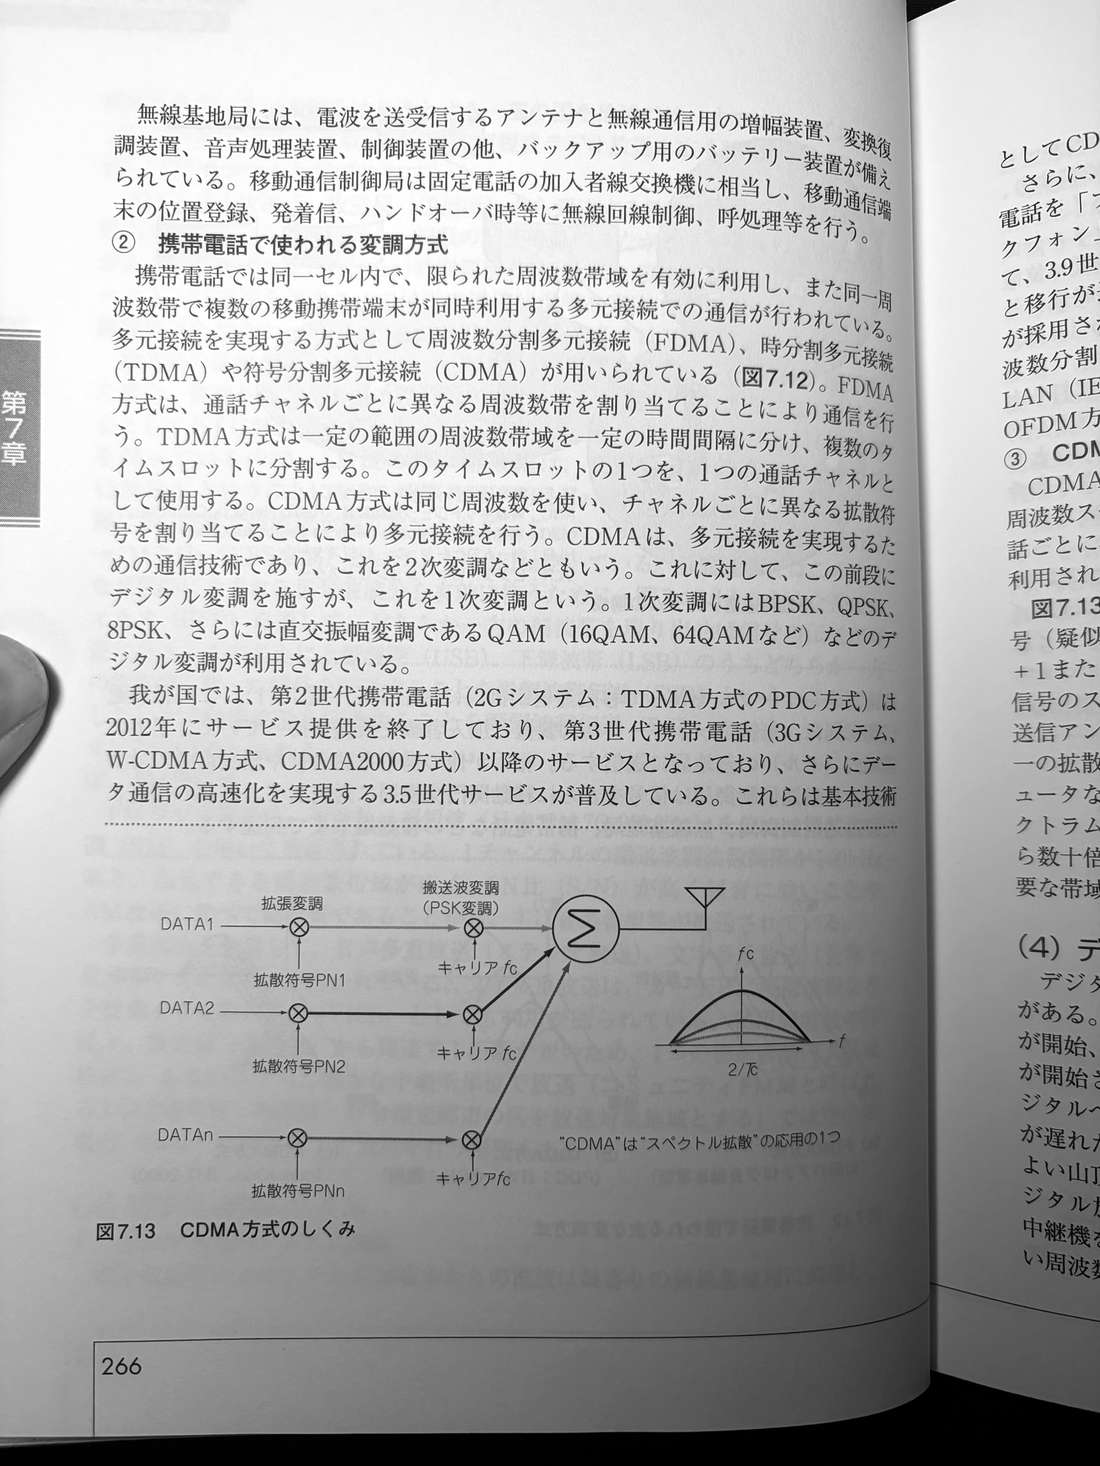 無線基地局には、電波を送受信するアンテナと無線通信用の増幅装置、変換復
調装置、音声処理装置、制御装置の他、バックアップ用のバッテリー装置が備え
られている。移動通信制御局は固定電話の加入者線交換機に相当し、移動通信端
末の位置登録、発着信、ハンドオーバ時等に無線回線制御、呼処理等を行う。
② 携帯電話で使われる変調方式
携帯電話では同一セル内で、限られた周波数帯域を有効に利用し、また同一周
波数帯で複数の移動携帯端末が同時利用する多元接続での通信が行われている。
多元接続を実現する方式として周波数分割多元接続（FDMA）、時分割多元接続
（TDMA）や符号分割多元接続（CDMA）が用いられている（図7.12）。FDMA
方式は、通話チャネルごとに異なる周波数帯を割り当てることにより通信を行
う。TDMA方式は一定の範囲の周波数帯域を一定の時間間隔に分け、複数のタ
イムスロットに分割する。このタイムスロットの1つを、1つの通話チャネルと
して使用する。CDMA方式は同じ周波数を使い、チャネルごとに異なる拡散符
号を割り当てることにより多元接続を行う。CDMAは、多元接続を実現するた
めの通信技術であり、これを2次変調などともいう。これに対して、この前段に
デジタル変調を施すが、これを1次変調という。1次変調にはBPSK、QPSK、
8PSK、さらには直交振幅変調であるQAM（16QAM、64QAMなど）などのデ
ジタル変調が利用されている。
我が国では、第2世代携帯電話（2Gシステム：TDMA方式のPDC方式）は
2012年にサービス提供を終了しており、第3世代携帯電話（3Gシステム、
W-CDMA方式、CDMA2000方式）以降のサービスとなっており、さらにデー
タ通信の高速化を実現する3.5世代サービスが普及している。これらは基本技術
拡張変調
搬送波変調
（PSK変調）
DATA1
拡散符号PN1
キャリア fc
DATA2
拡散符号PN2
キャリア fc
DATAn
拡散符号PNn
キャリアfc
fc
f
2/Tc
"CDMA"は"スペクトル拡散"の応用の1つ
図7.13 CDMA方式のしくみ
266
第7章
としてCD
さらに、
電話を「
クフォン
て、3.9世
と移行が
が採用さ
波数分割
LAN（IE
OFDM方
③ CDM
CDMA
周波数ス
話ごとに
利用され
図7.13
号（疑似
+1また
信号のス
送信アン
一の拡散
ュータな
クトラム
ら数十倍
要な帯域
（4）デ
デジタ
がある。
が開始、
が開始さ
ジタルベ
が遅れた
よい山頂
ジタル放
中継機を
い周波数